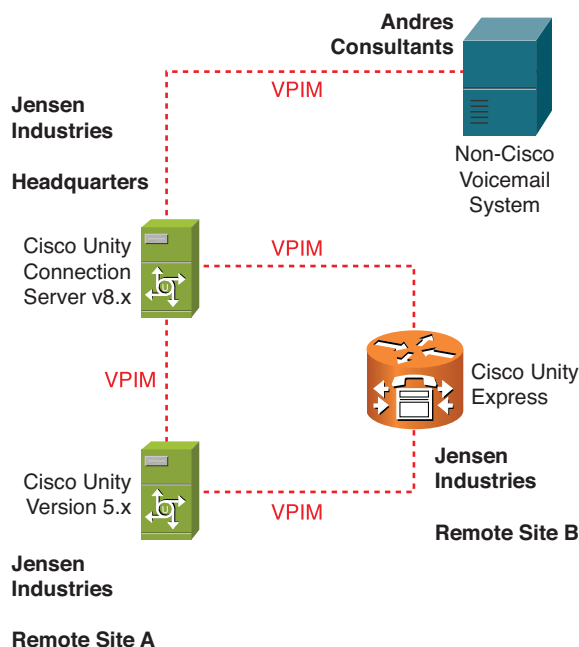 Andres
Consultants
VPIM
Jensen
Industries
Headquarters
Non-Cisco
Voicemail
System
Cisco Unity
Connection
Server v8.x
VPIM
VPIM
Cisco Unity
Express
Cisco Unity
Version 5.x
VPIM
Jensen
Industries
Remote Site B
Jensen
Industries
Remote Site A